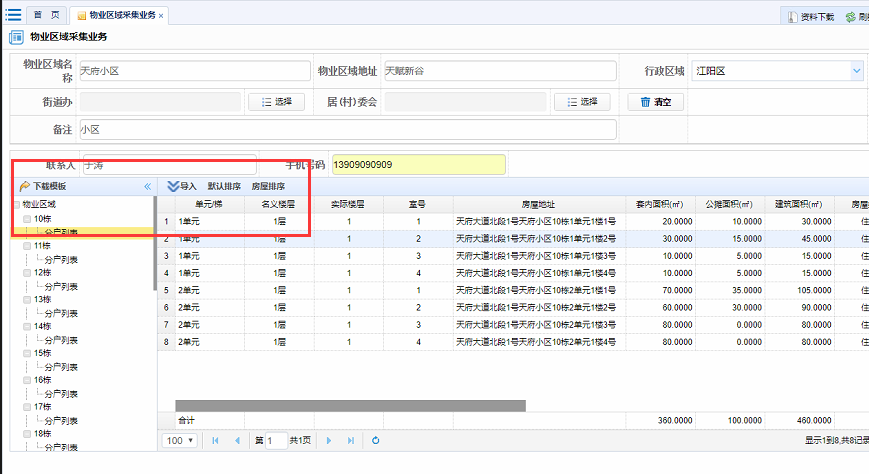 首 页 物业区域采集业务 × 资料下载
物业区域采集业务
物业区域名称 天府小区 物业区域地址 天赋新谷 行政区域 江阳区
街道办 选择 居(村)委会 选择 清空
备注 小区
联系人 于涛 手机号码 13909090909
下载模板 « 导入 默认排序 房屋排序
物业区域
10栋
分户列表
11栋
分户列表
12栋
分户列表
13栋
分户列表
14栋
分户列表
15栋
分户列表
16栋
分户列表
17栋
分户列表
18栋
分户列表
单元/梯 名义楼层 实际楼层 室号 房屋地址 套内面积(㎡) 公摊面积(㎡) 建筑面积(㎡)
1 1单元 1层 1 1 天府大道北段1号天府小区10栋1单元1楼1号 20.0000 10.0000 30.0000
2 1单元 1层 1 2 天府大道北段1号天府小区10栋1单元1楼2号 30.0000 15.0000 45.0000
3 1单元 1层 1 3 天府大道北段1号天府小区10栋1单元1楼3号 10.0000 5.0000 15.0000
4 1单元 1层 1 4 天府大道北段1号天府小区10栋1单元1楼4号 10.0000 5.0000 15.0000
5 2单元 1层 1 1 天府大道北段1号天府小区10栋2单元1楼1号 70.0000 35.0000 105.0000
6 2单元 1层 1 2 天府大道北段1号天府小区10栋2单元1楼2号 60.0000 30.0000 90.0000
7 2单元 1层 1 3 天府大道北段1号天府小区10栋2单元1楼3号 80.0000 0.0000 80.0000
8 2单元 1层 1 4 天府大道北段1号天府小区10栋2单元1楼4号 80.0000 0.0000 80.0000
合计 360.0000 100.0000 460.0000
100 第 1 共1页 显示1到8,共8记录